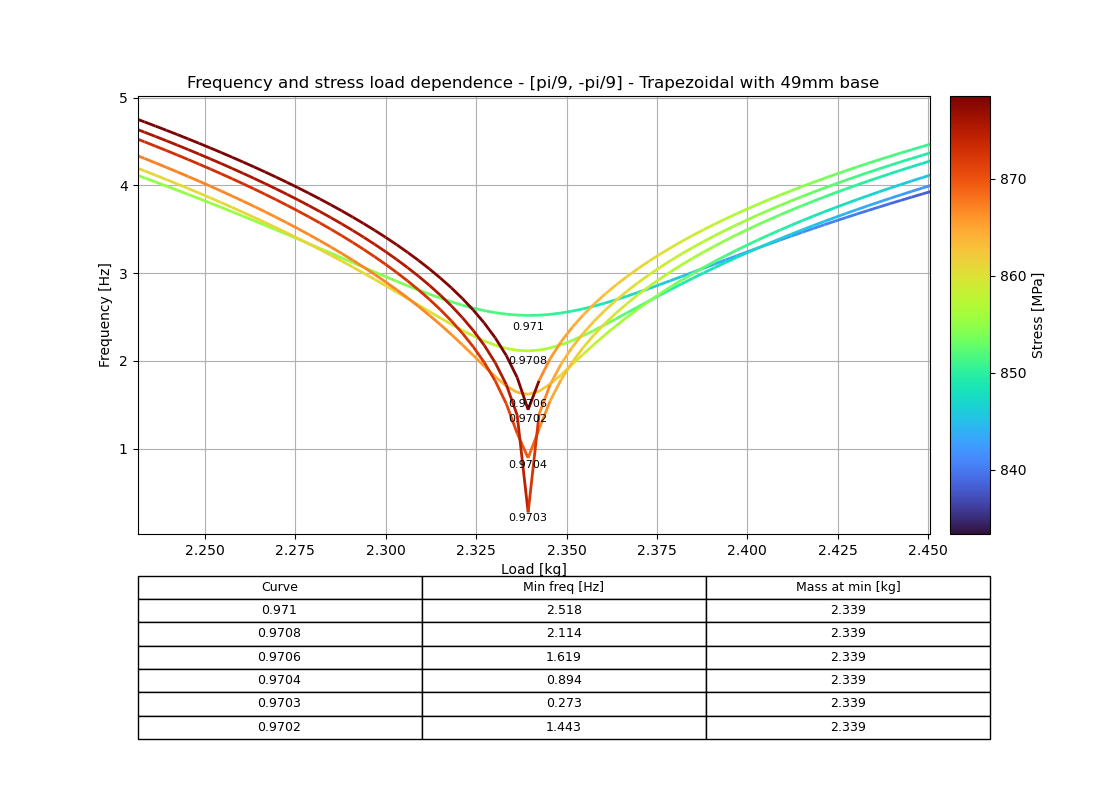 Frequency and stress load dependence - [pi/9, -pi/9] - Trapezoidal with 49mm base
5
4
3
2
1
Frequency [Hz]
0.971
0.9708
0.9706
0.9702
0.9704
0.9703
2.250 2.275 2.300 2.325 2.350 2.375 2.400 2.425 2.450
Load [kg]
870
860
850
840
Stress [MPa]
Curve Min freq [Hz] Mass at min [kg]
0.971 2.518 2.339
0.9708 2.114 2.339
0.9706 1.619 2.339
0.9704 0.894 2.339
0.9703 0.273 2.339
0.9702 1.443 2.339